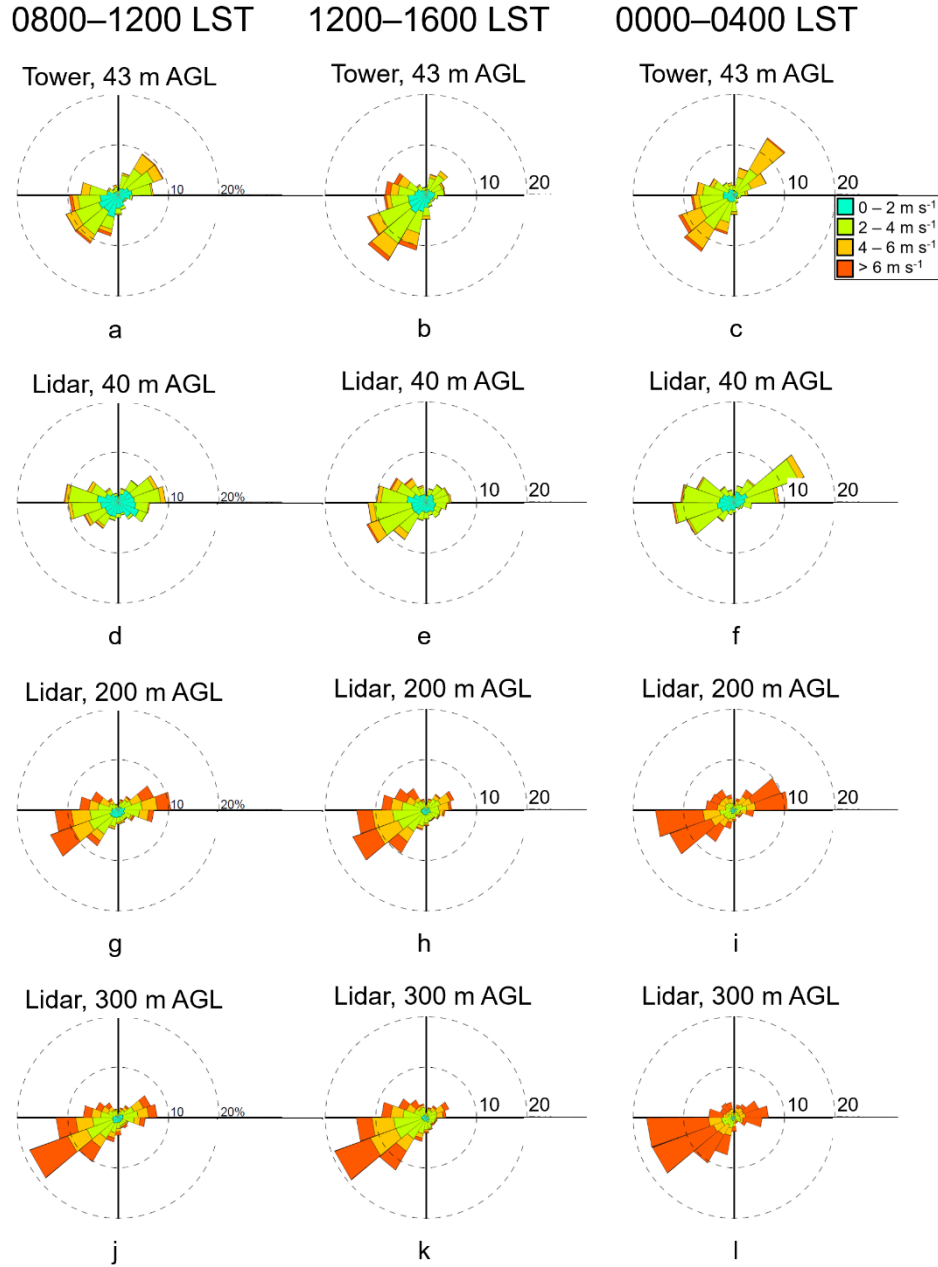 0800–1200 LST 1200–1600 LST 0000–0400 LST
Tower, 43 m AGL Tower, 43 m AGL Tower, 43 m AGL
10 20% 10 20 10 20
0 – 2 m s⁻¹
2 – 4 m s⁻¹
4 – 6 m s⁻¹
> 6 m s⁻¹
a b c
Lidar, 40 m AGL Lidar, 40 m AGL Lidar, 40 m AGL
10 20% 10 20 10 20
d e f
Lidar, 200 m AGL Lidar, 200 m AGL Lidar, 200 m AGL
10 20% 10 20 10 20
g h i
Lidar, 300 m AGL Lidar, 300 m AGL Lidar, 300 m AGL
10 20% 10 20 10 20
j k l